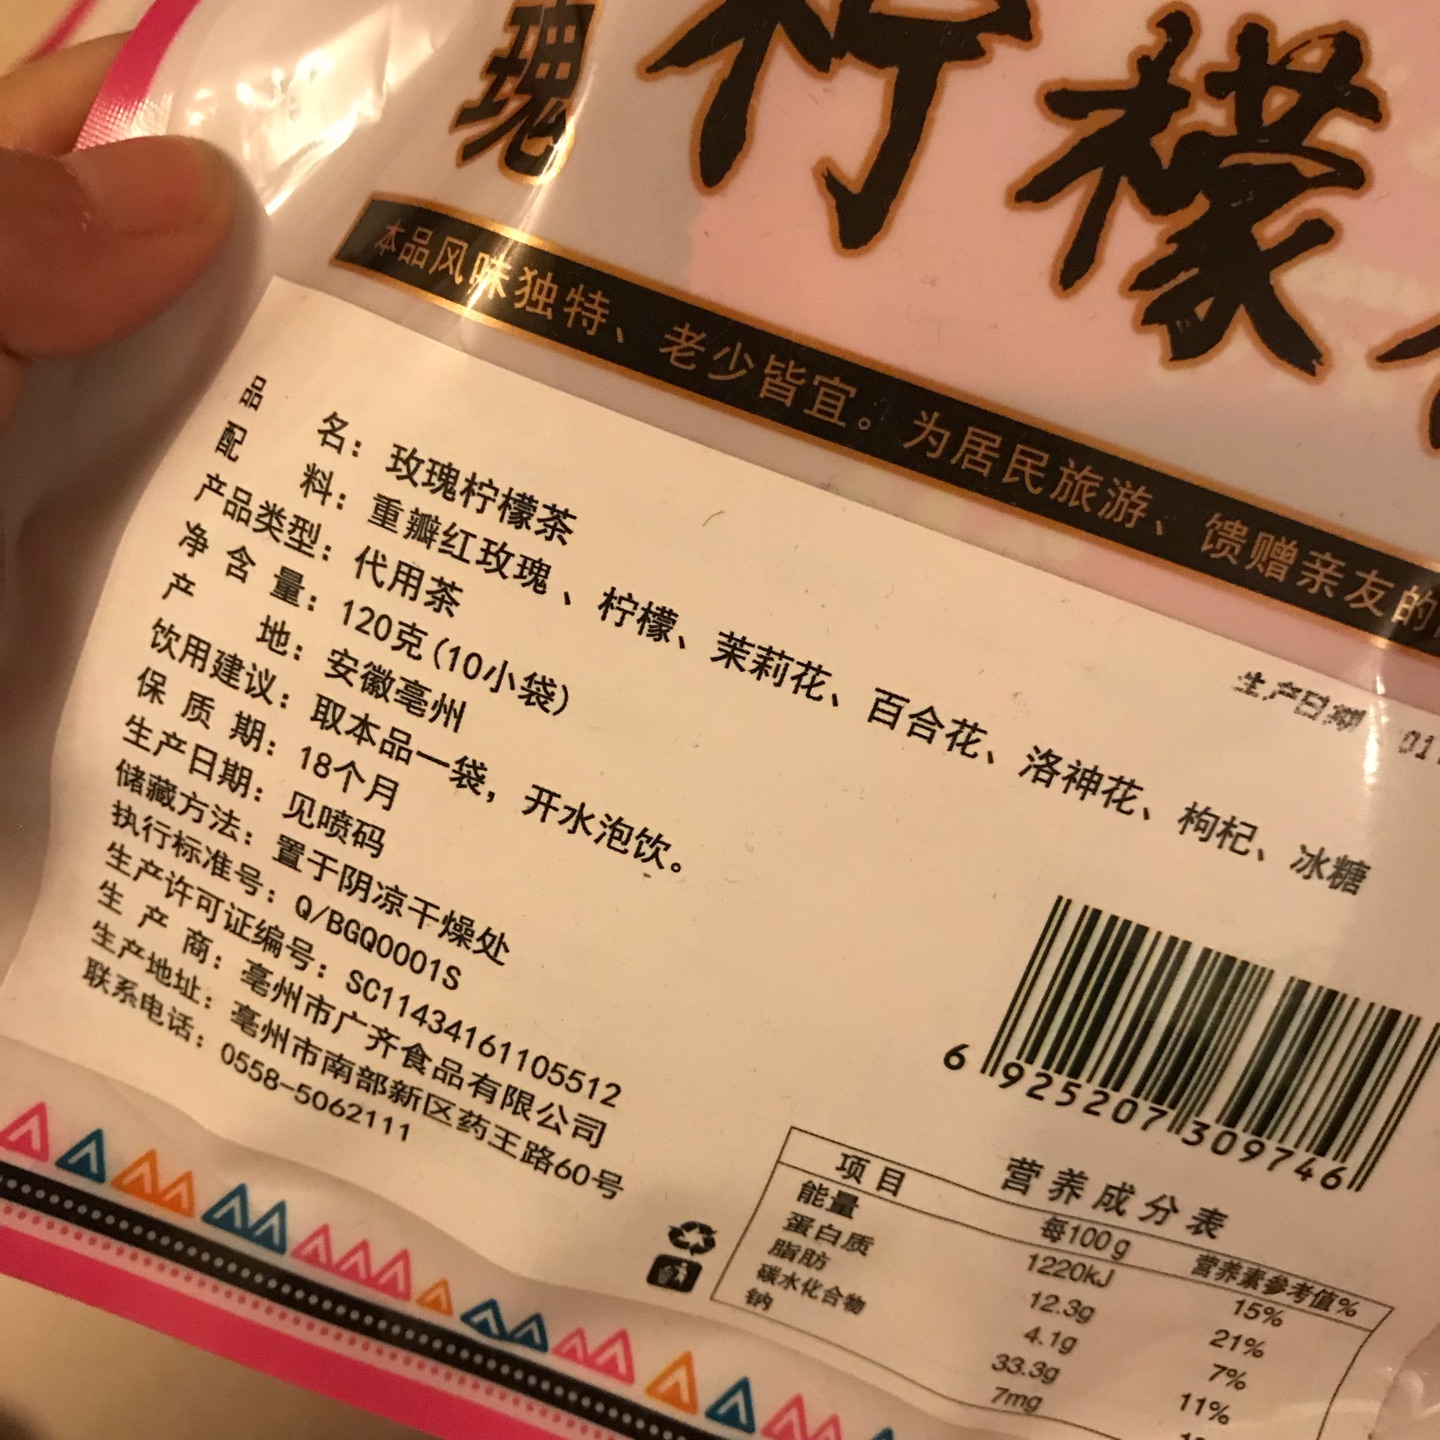 瑰柠檬
本品风味独特、老少皆宜。为居民旅游、馈赠亲友的
品 名：玫瑰柠檬茶
配 料：重瓣红玫瑰、柠檬、茉莉花、百合花、洛神花、枸杞、冰糖
产品类型：代用茶
净含量：120克(10小袋)
产 地：安徽亳州
饮用建议：取本品一袋，开水泡饮。
保质期：18个月
生产日期：见喷码
储藏方法：置于阴凉干燥处
执行标准号：Q/BGQ0001S
生产许可证编号：SC11434161105512
生产商：亳州市广齐食品有限公司
生产地址：亳州市南部新区药王路60号
联系电话：0558-5062111
生产日期
6 925207 309746
营养成分表
项目 每100g 营养素参考值%
能量 1220kJ 15%
蛋白质 12.3g 21%
脂肪 4.1g 7%
碳水化合物 33.3g 11%
钠 7mg